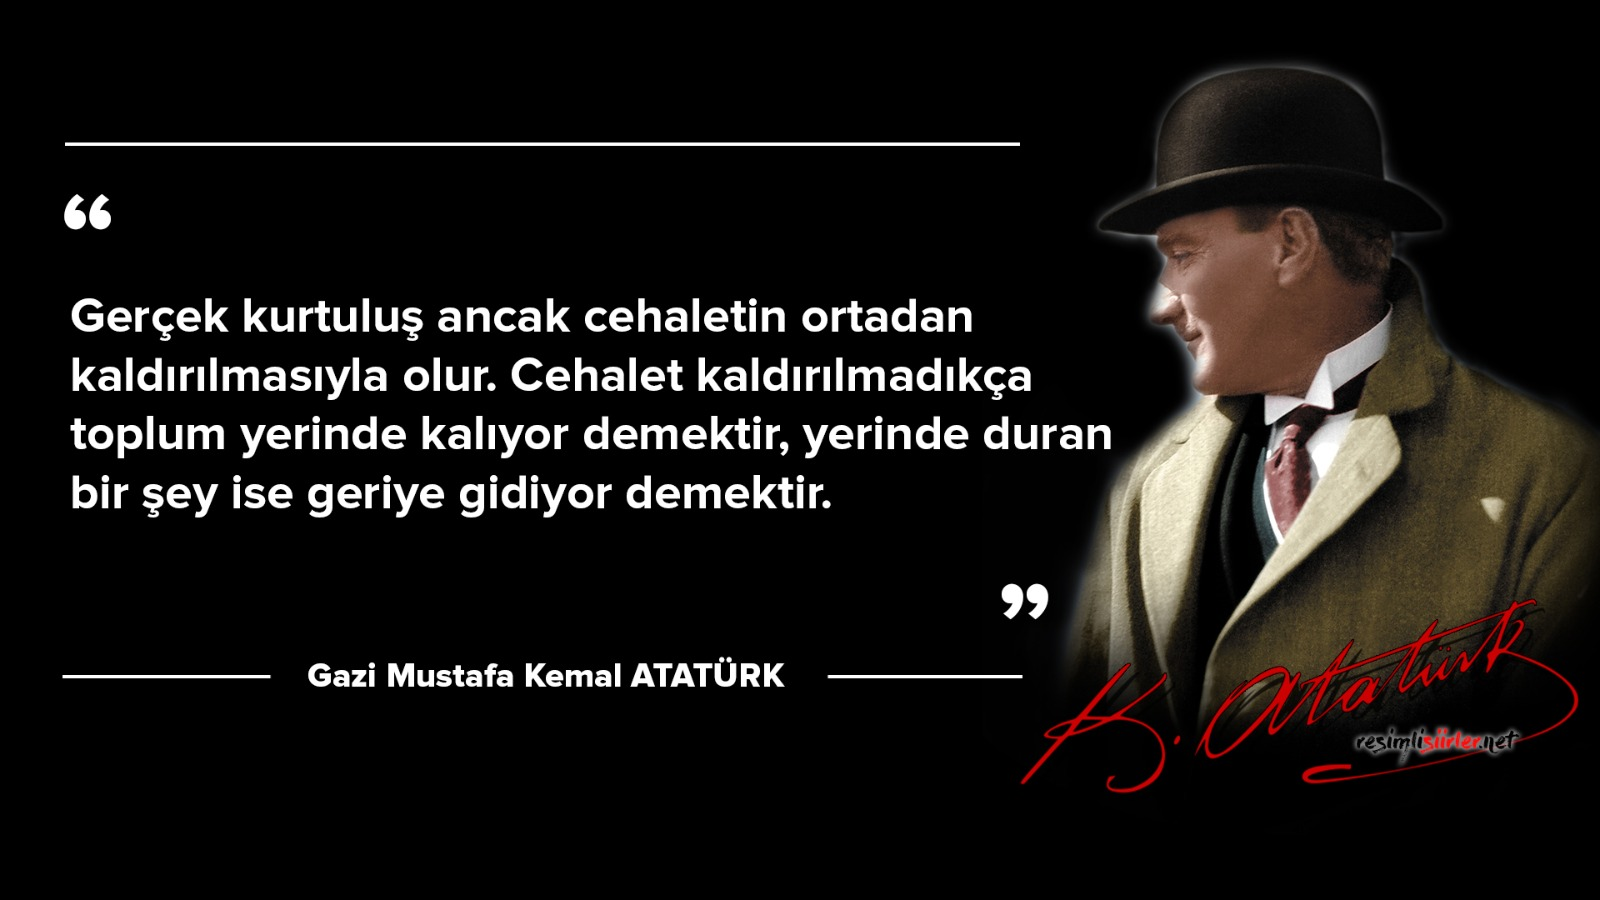 “
Gerçek kurtuluş ancak cehaletin ortadan
kaldırılmasıyla olur. Cehalet kaldırılmadıkça
toplum yerinde kalıyor demektir, yerinde duran
bir şey ise geriye gidiyor demektir.
”
Gazi Mustafa Kemal ATATÜRK
K. Atatürk
resimlisiirler.net